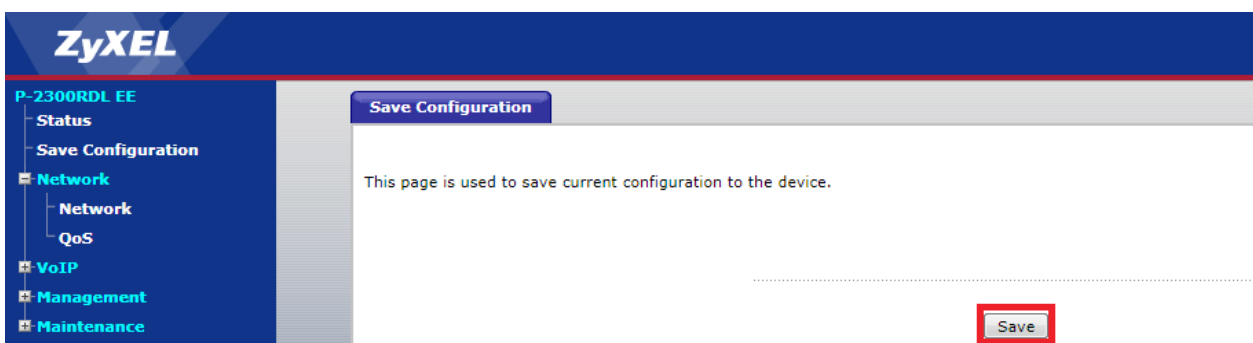 ZyXEL
P-2300RDL EE
Status
Save Configuration
Network
Network
QoS
VoIP
Management
Maintenance
Save Configuration
This page is used to save current configuration to the device.
Save